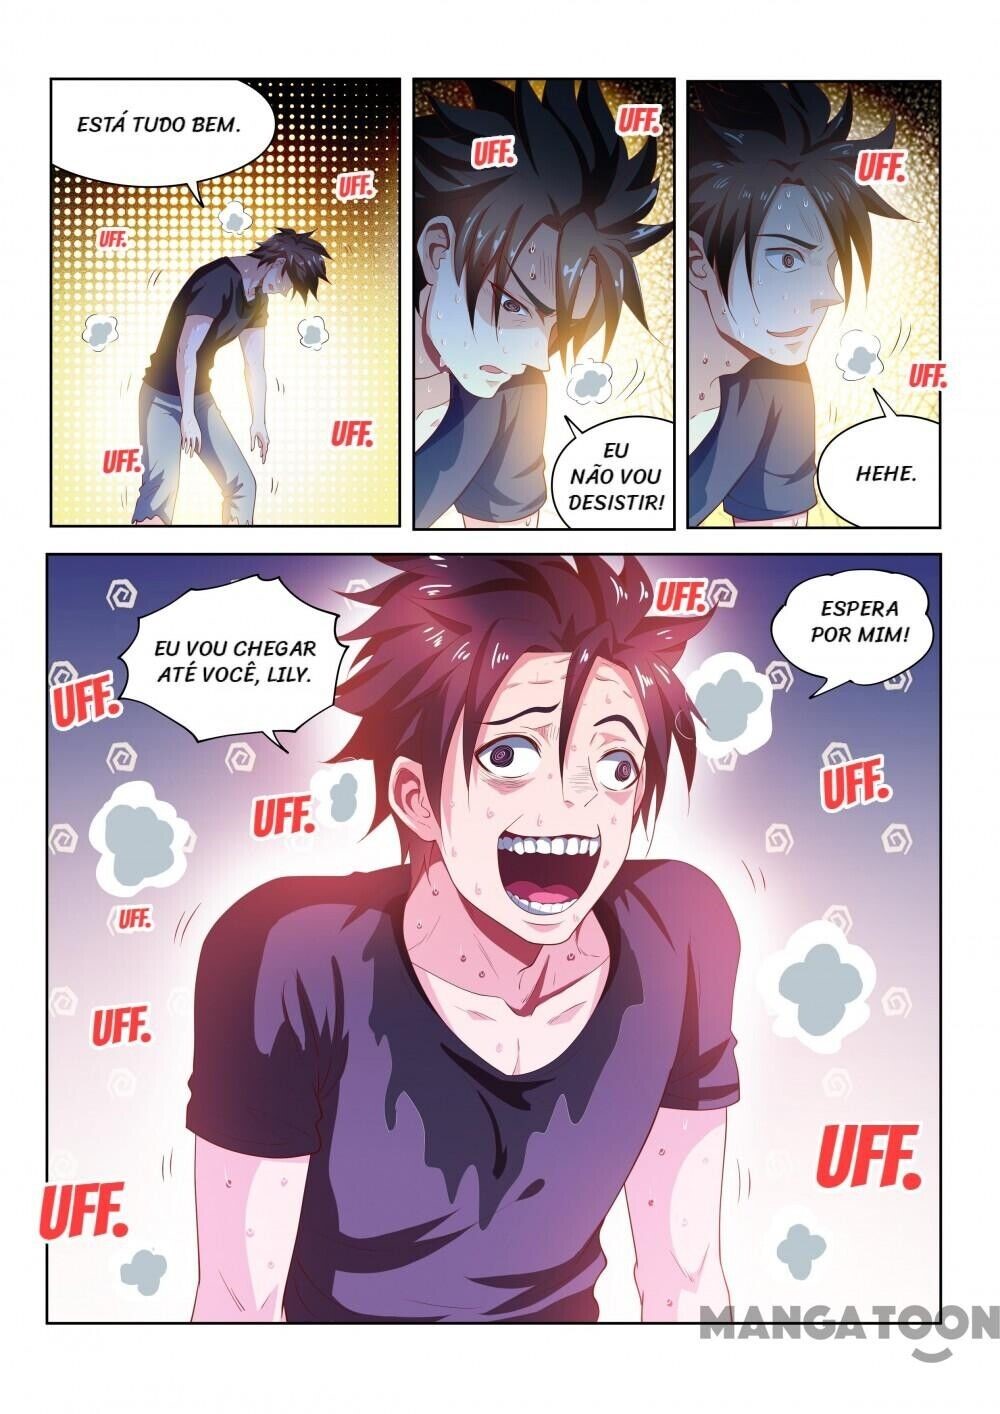 ESTÁ TUDO BEM.
UFF.
UFF.
UFF.
UFF.
UFF.
UFF.
EU
NÃO VOU
DESISTIR!
UFF.
UFF.
HEHE.
EU VOU CHEGAR
ATÉ VOCÊ, LILY.
UFF.
ESPERA
POR MIM!
UFF.
UFF.
UFF.
UFF.
UFF.
UFF.
UFF.
MANGATOON